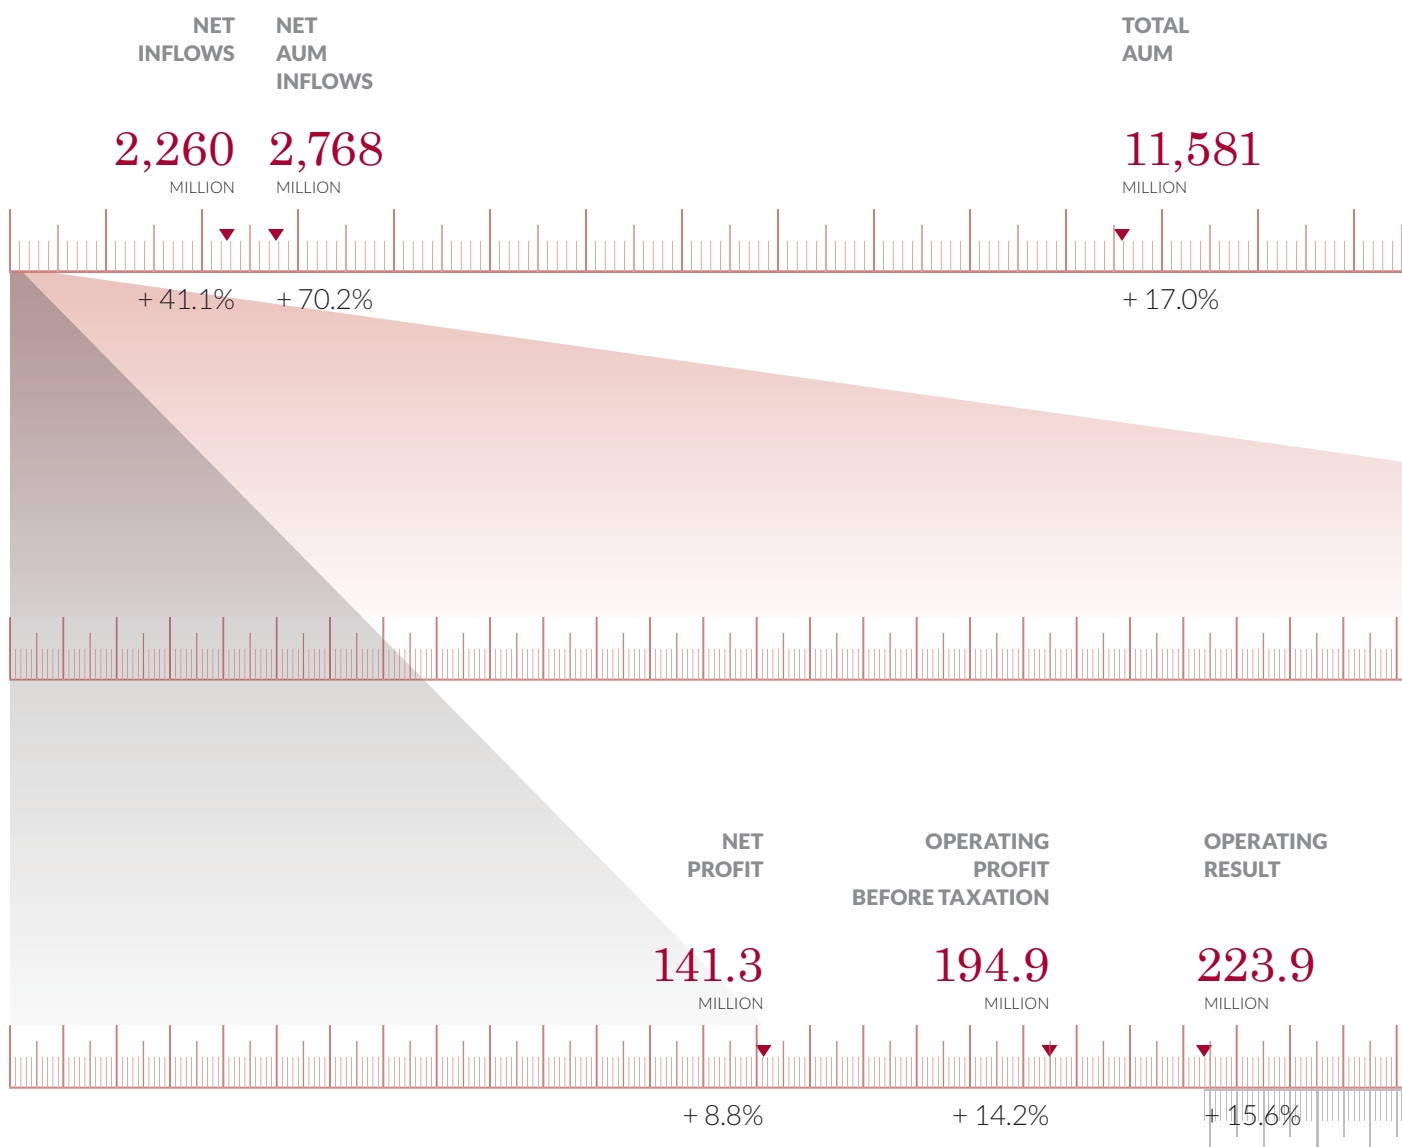 NET
INFLOWS
2,260
MILLION
+ 41.1%
NET
AUM
INFLOWS
2,768
MILLION
+ 70.2%
TOTAL
AUM
11,581
MILLION
+ 17.0%
NET
PROFIT
141.3
MILLION
+ 8.8%
OPERATING
PROFIT
BEFORE TAXATION
194.9
MILLION
+ 14.2%
OPERATING
RESULT
223.9
MILLION
+ 15.6%